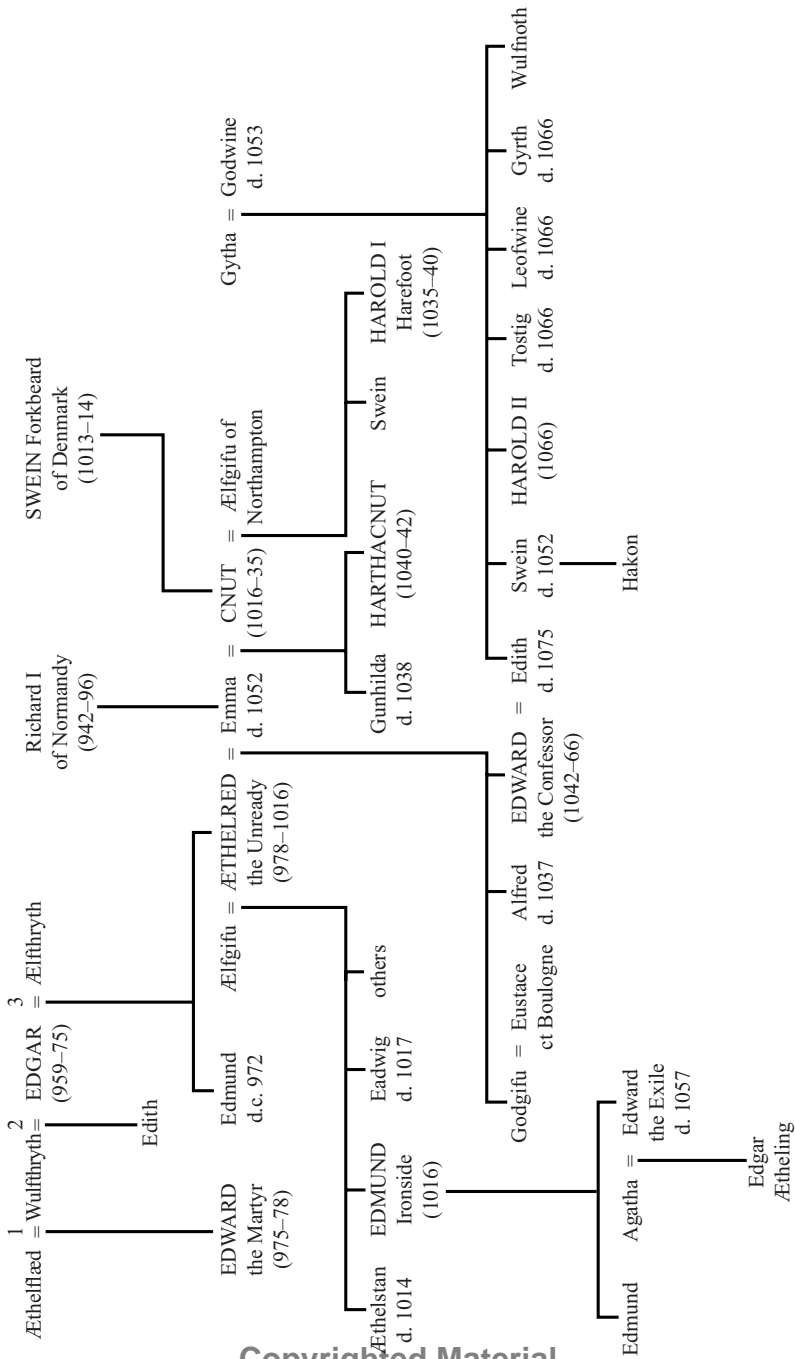 1
2
3
Æthelflæd = Wulfthryth = EDGAR = Ælfthryth
(959–75)
Richard I
of Normandy
(942–96)
SWEIN Forkbeard
of Denmark
(1013–14)
Edith
EDWARD
the Martyr
(975–78)
Edmund
d.c. 972
Ælfgifu = ÆTHELRED
the Unready
(978–1016)
= Emma
d. 1052
= CNUT
(1016–35)
= Ælfgifu of
Northampton
Gytha = Godwine
d. 1053
Æthelstan
d. 1014
EDMUND
Ironside
(1016)
Eadwig
d. 1017
others
Gunhilda
d. 1038
HARTHACNUT
(1040–42)
Swein
HAROLD I
Harefoot
(1035–40)
Godgifu = Eustace
ct Boulogne
Alfred
d. 1037
EDWARD
the Confessor
(1042–66)
= Edith
d. 1075
Swein
d. 1052
HAROLD II
(1066)
Tostig
d. 1066
Leofwine
d. 1066
Gyrth
d. 1066
Wulfnoth
Edmund
Agatha = Edward
the Exile
d. 1057
Hakon
Edgar
Ætheling
Copyrighted Material